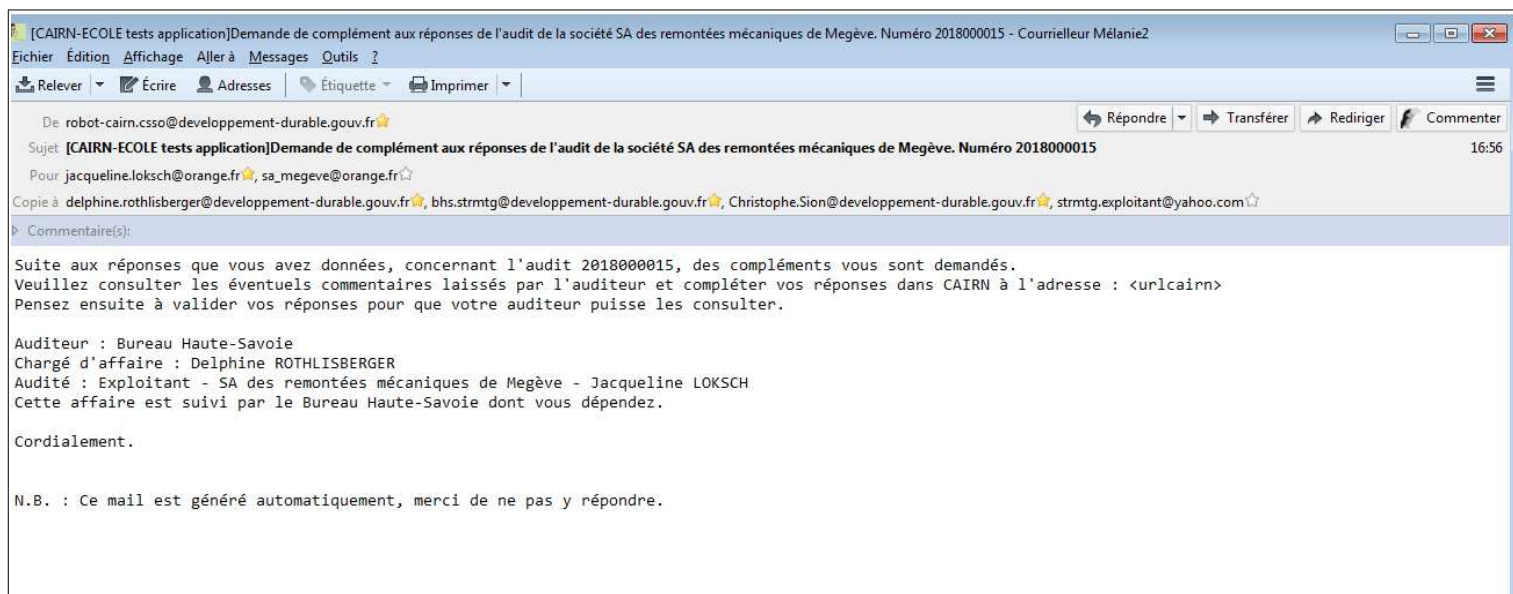 [CAIRN-ECOLE tests application]Demande de complément aux réponses de l'audit de la société SA des remontées mécaniques de Megève. Numéro 2018000015 - Courrielleur Mélanie2
Fichier Édition Affichage Aller à Messages Outils ?
Relever Écrire Adresses Étiquette Imprimer
De robot-cairn.csso@developpement-durable.gouv.fr Répondre Transférer Rediriger Commenter
Sujet [CAIRN-ECOLE tests application]Demande de complément aux réponses de l'audit de la société SA des remontées mécaniques de Megève. Numéro 2018000015 16:56
Pour jacqueline.loksch@orange.fr, sa_megeve@orange.fr
Copie à delphine.rothlisberger@developpement-durable.gouv.fr, bhs.strmtg@developpement-durable.gouv.fr, Christophe.Sion@developpement-durable.gouv.fr, strmtg.exploitant@yahoo.com
Commentaire(s):
Suite aux réponses que vous avez données, concernant l'audit 2018000015, des compléments vous sont demandés.
Veuillez consulter les éventuels commentaires laissés par l'auditeur et compléter vos réponses dans CAIRN à l'adresse : <urlcairn>
Pensez ensuite à valider vos réponses pour que votre auditeur puisse les consulter.
Auditeur : Bureau Haute-Savoie
Chargé d'affaire : Delphine ROTHLISBERGER
Audité : Exploitant - SA des remontées mécaniques de Megève - Jacqueline LOKSCH
Cette affaire est suivi par le Bureau Haute-Savoie dont vous dépendez.
Cordialement.
N.B. : Ce mail est généré automatiquement, merci de ne pas y répondre.